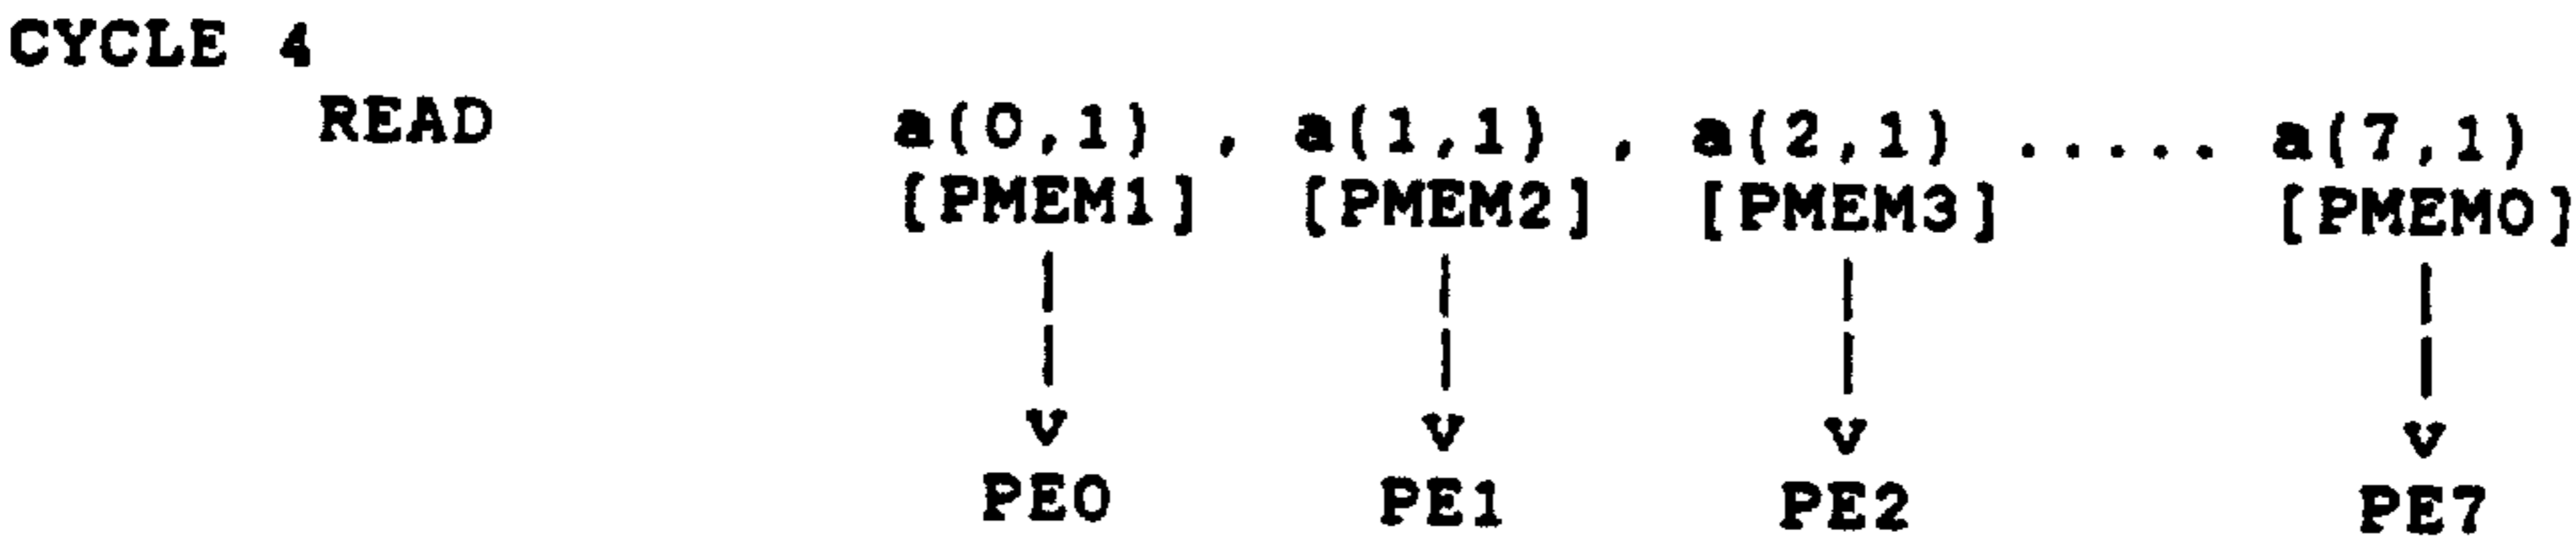 CYCLE 4
READ a(0,1) , a(1,1) , a(2,1) ..... a(7,1)
[PMEM1] [PMEM2] [PMEM3] [PMEM0]
| | | |
| | | |
v v v v
PE0 PE1 PE2 PE7